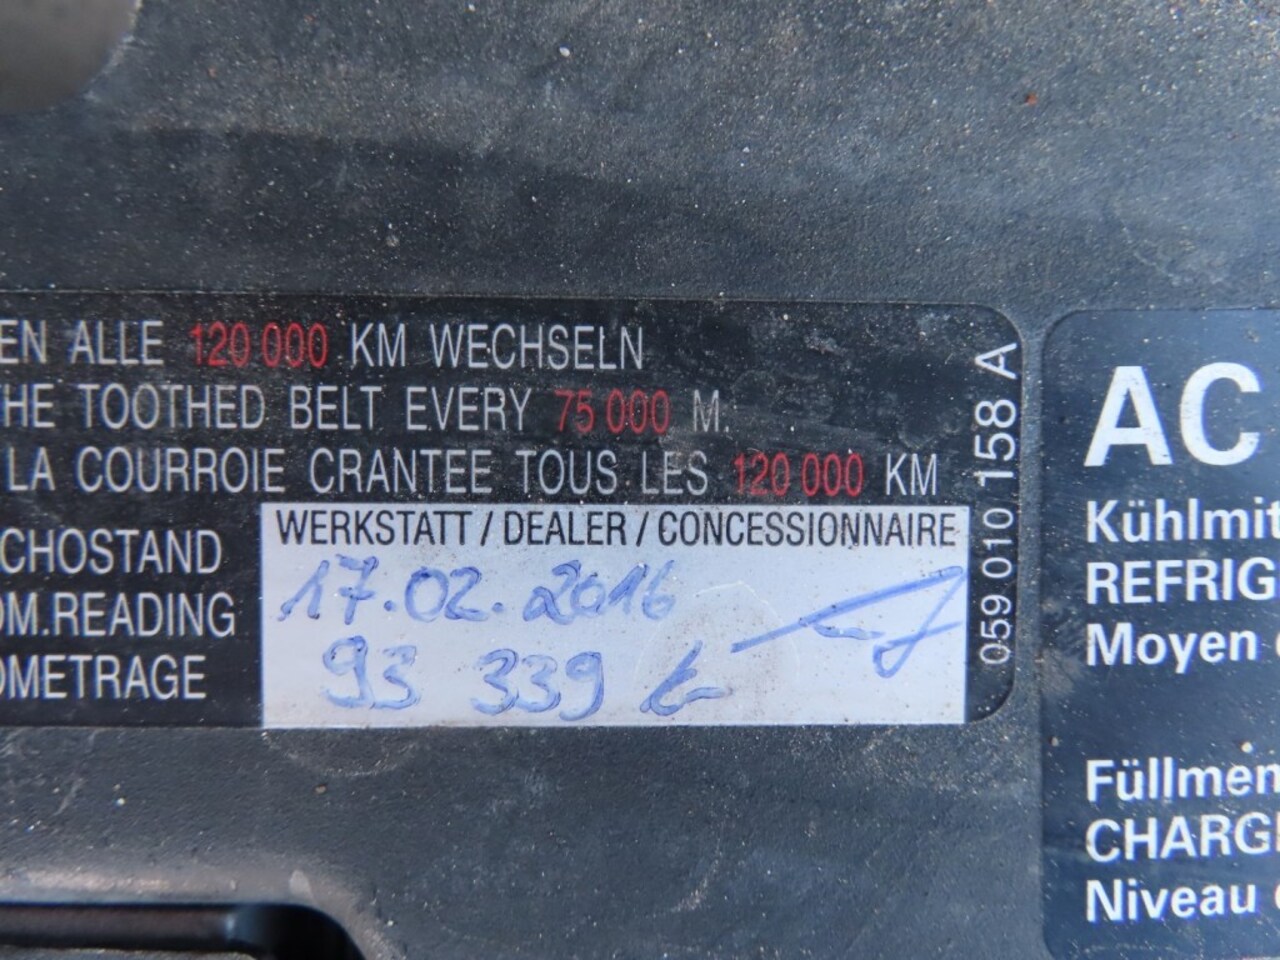 EN ALLE 120 000 KM WECHSELN
THE TOOTHED BELT EVERY 75 000 M.
LA COURROIE CRANTEE TOUS LES 120 000 KM
WERKSTATT / DEALER / CONCESSIONNAIRE
CHOSTAND
OM.READING
OMETRAGE
17.02.2016
93 339
059 010 158 A
AC
Kühlmit
REFRIG
Moyen
Füllmen
CHARG
Niveau